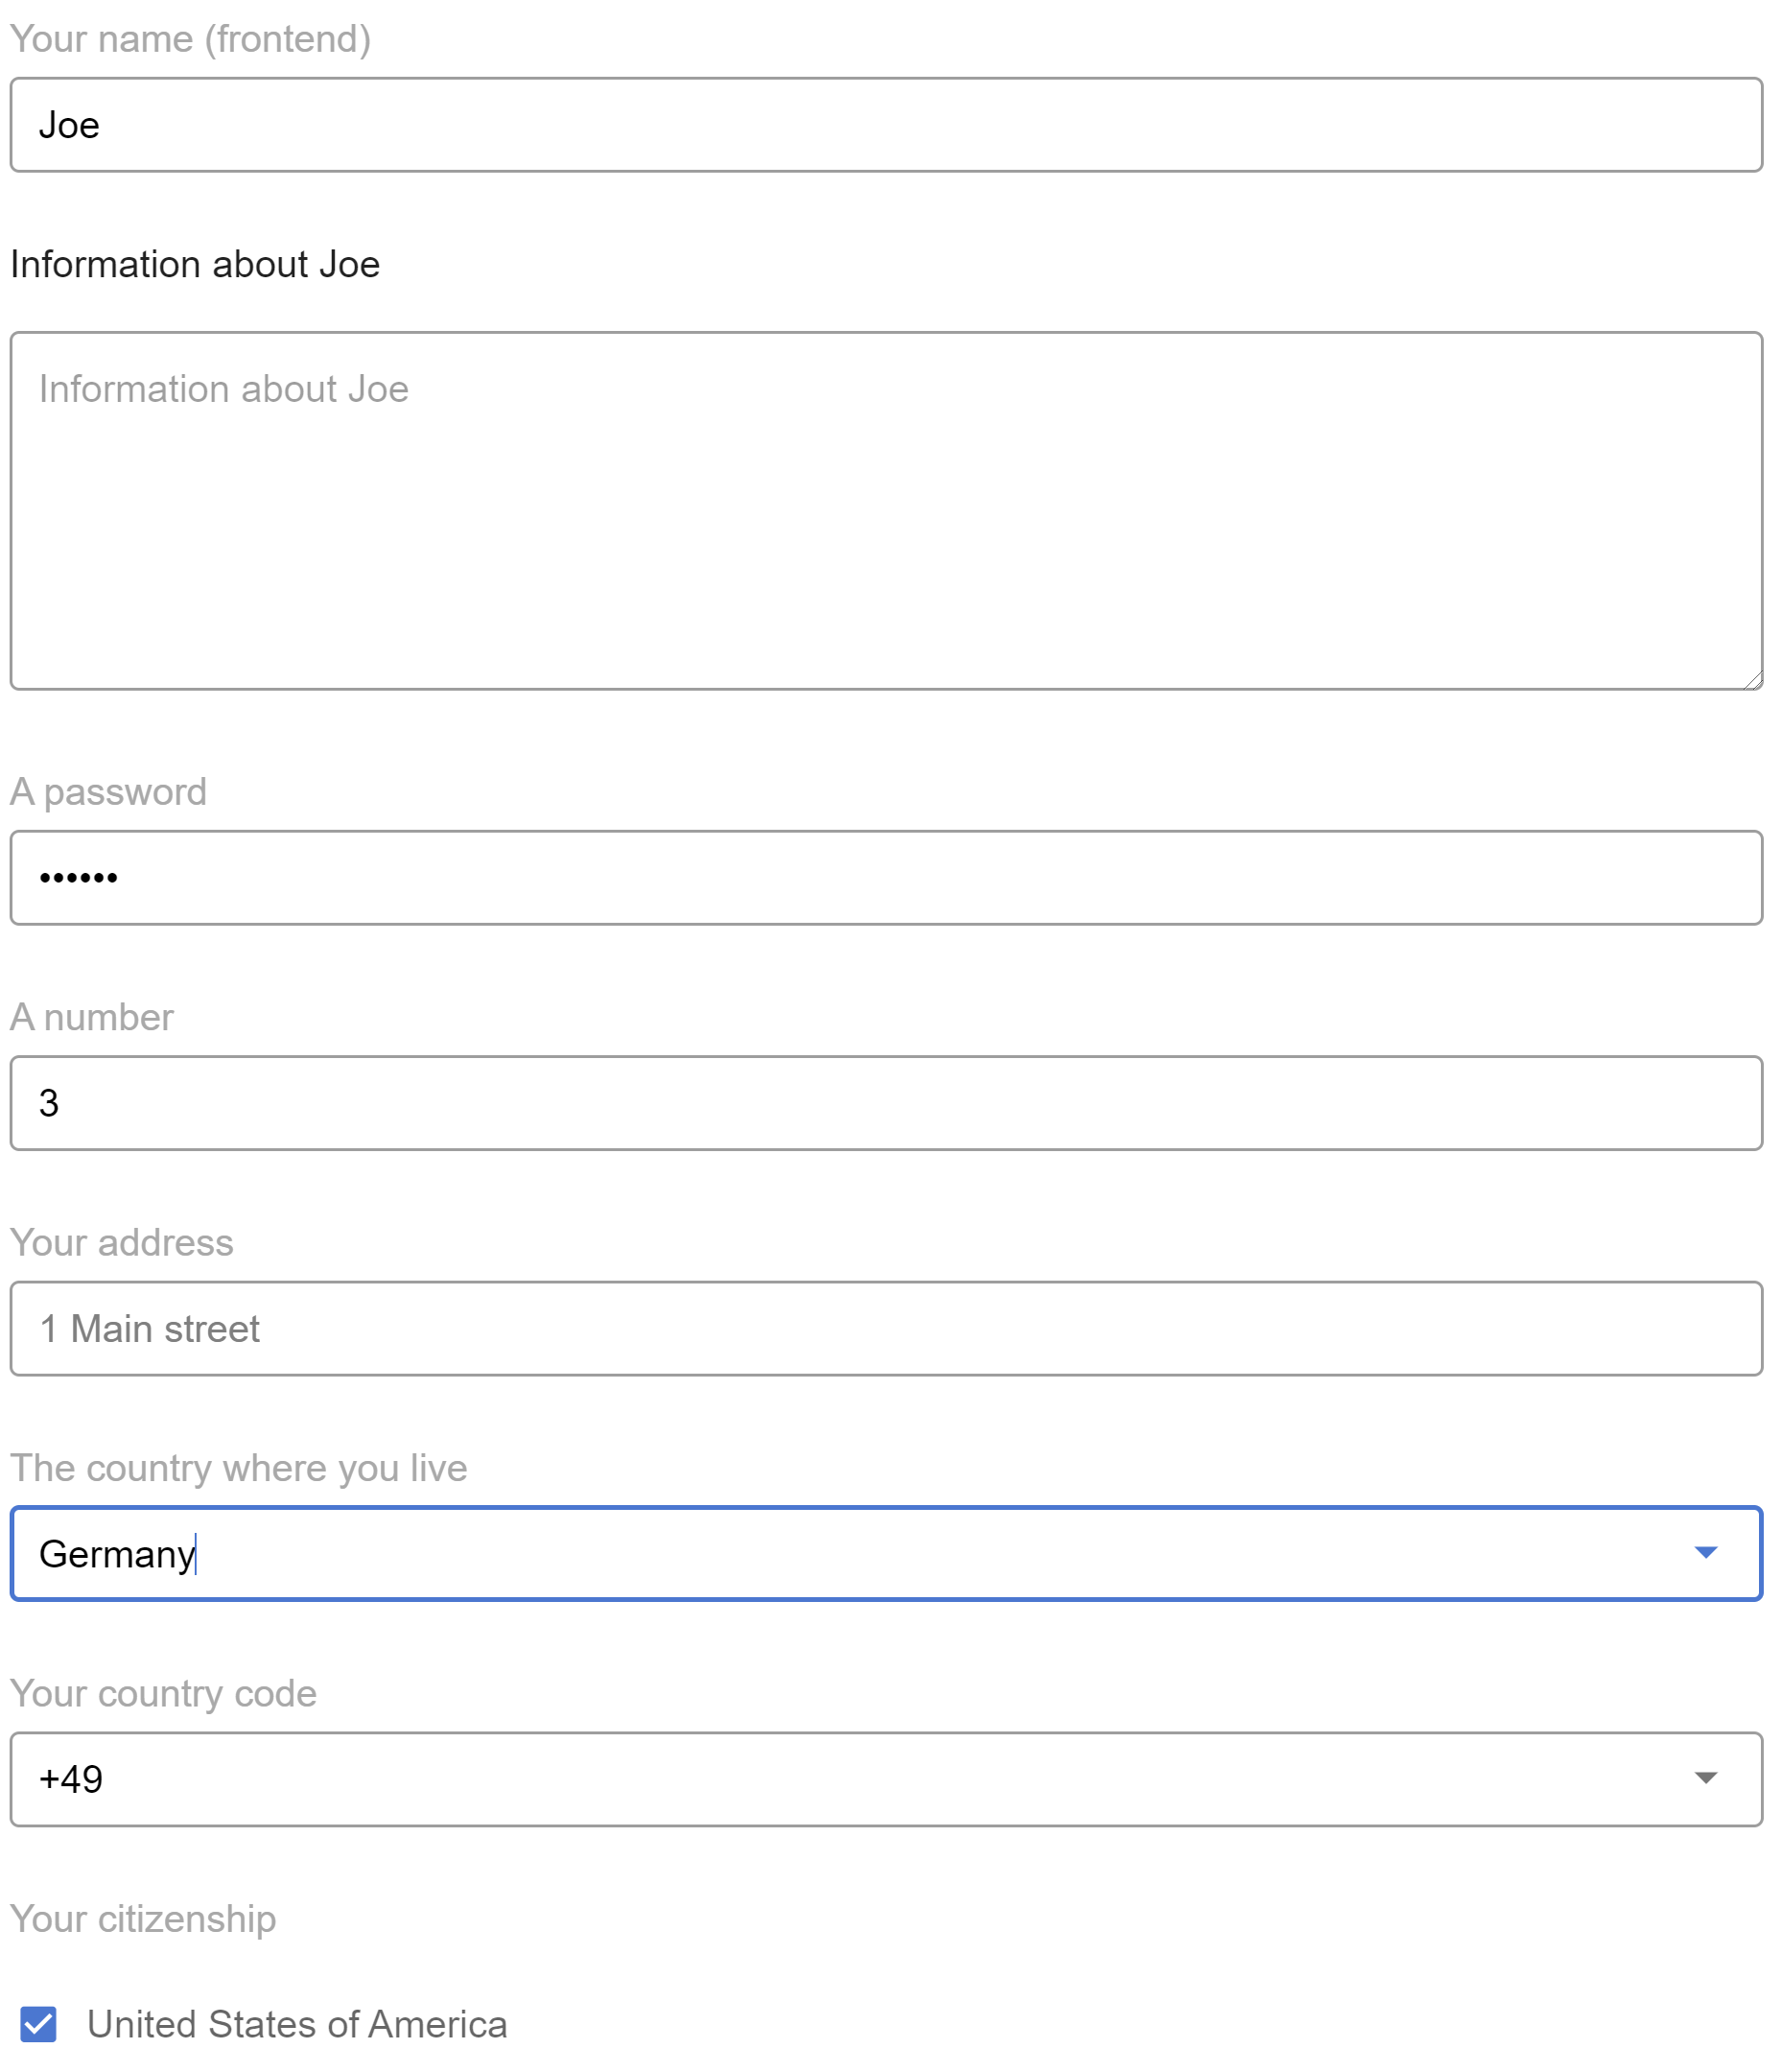 Your name (frontend)
Joe
Information about Joe
Information about Joe
A password
••••••
A number
3
Your address
1 Main street
The country where you live
Germany
Your country code
+49
Your citizenship
United States of America